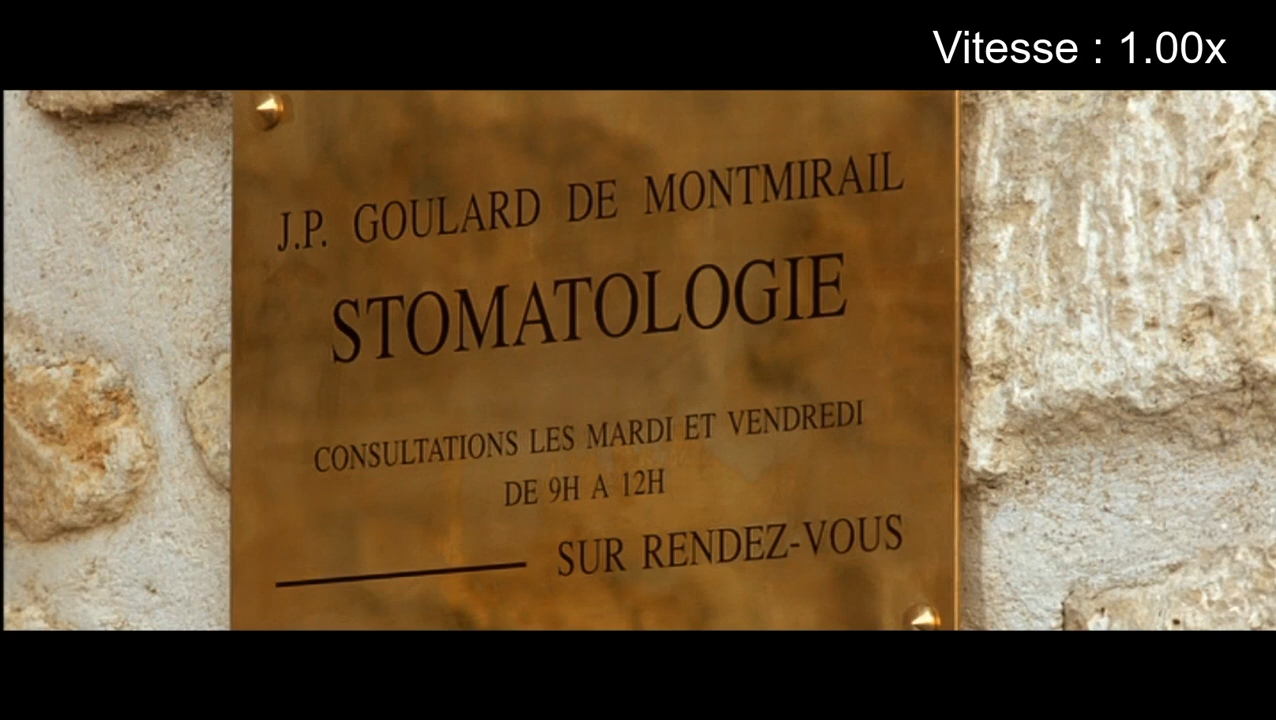 Vitesse : 1.00x
J.P. GOULARD DE MONTMIRAIL
STOMATOLOGIE
CONSULTATIONS LES MARDI ET VENDREDI
DE 9H A 12H
SUR RENDEZ-VOUS